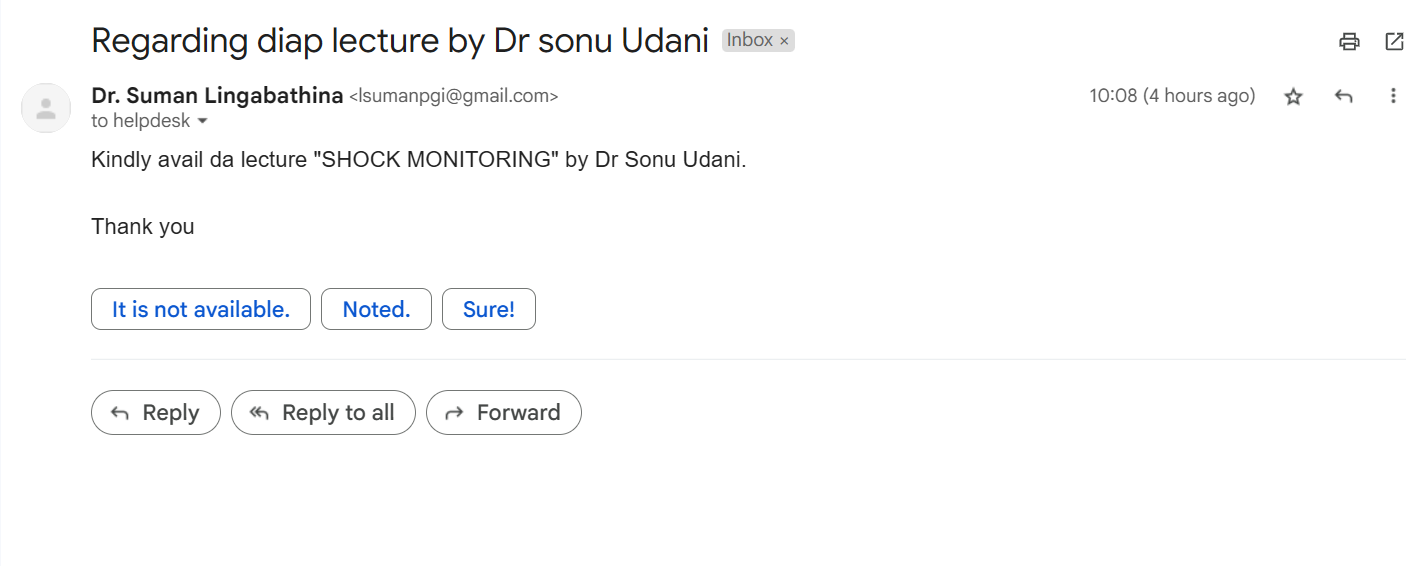 Regarding diap lecture by Dr sonu Udani Inbox ×
Dr. Suman Lingabathina <lsumanpgi@gmail.com> 10:08 (4 hours ago)
to helpdesk
Kindly avail da lecture "SHOCK MONITORING" by Dr Sonu Udani.
Thank you
It is not available. Noted. Sure!
Reply Reply to all Forward